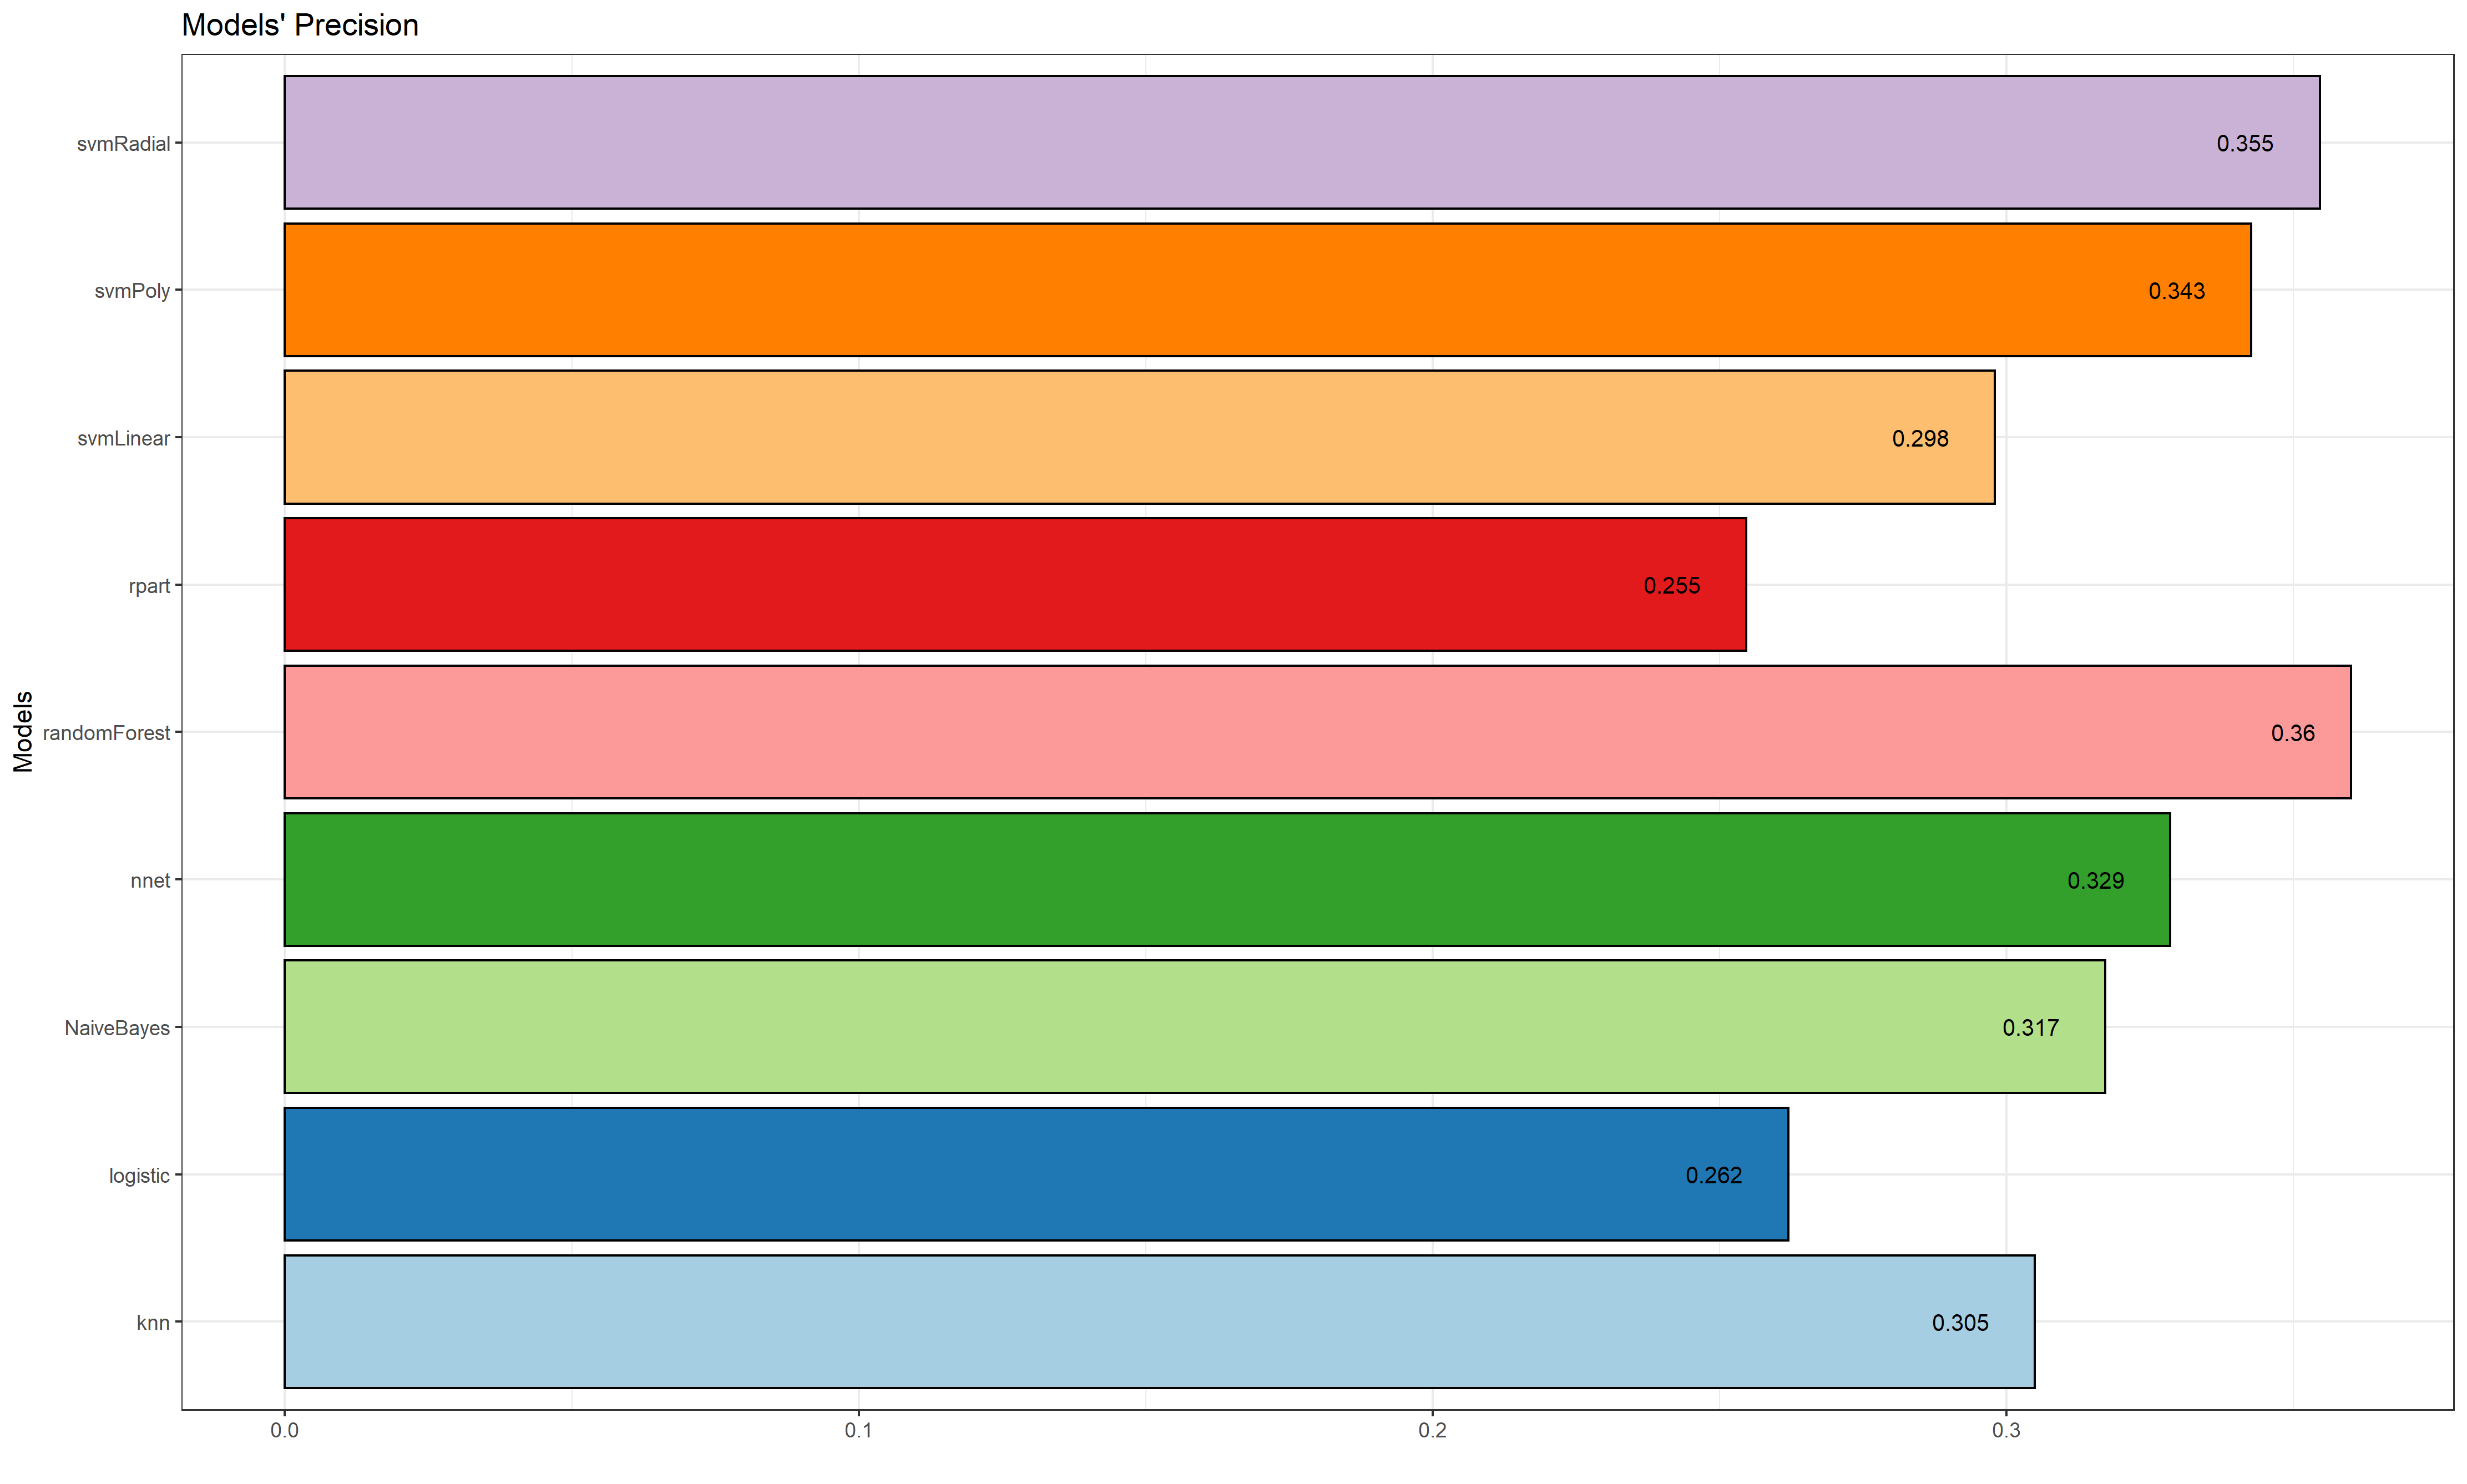 Models' Precision
Models
svmRadial
0.355
svmPoly
0.343
svmLinear
0.298
rpart
0.255
randomForest
0.36
nnet
0.329
NaiveBayes
0.317
logistic
0.262
knn
0.305
0.0 0.1 0.2 0.3